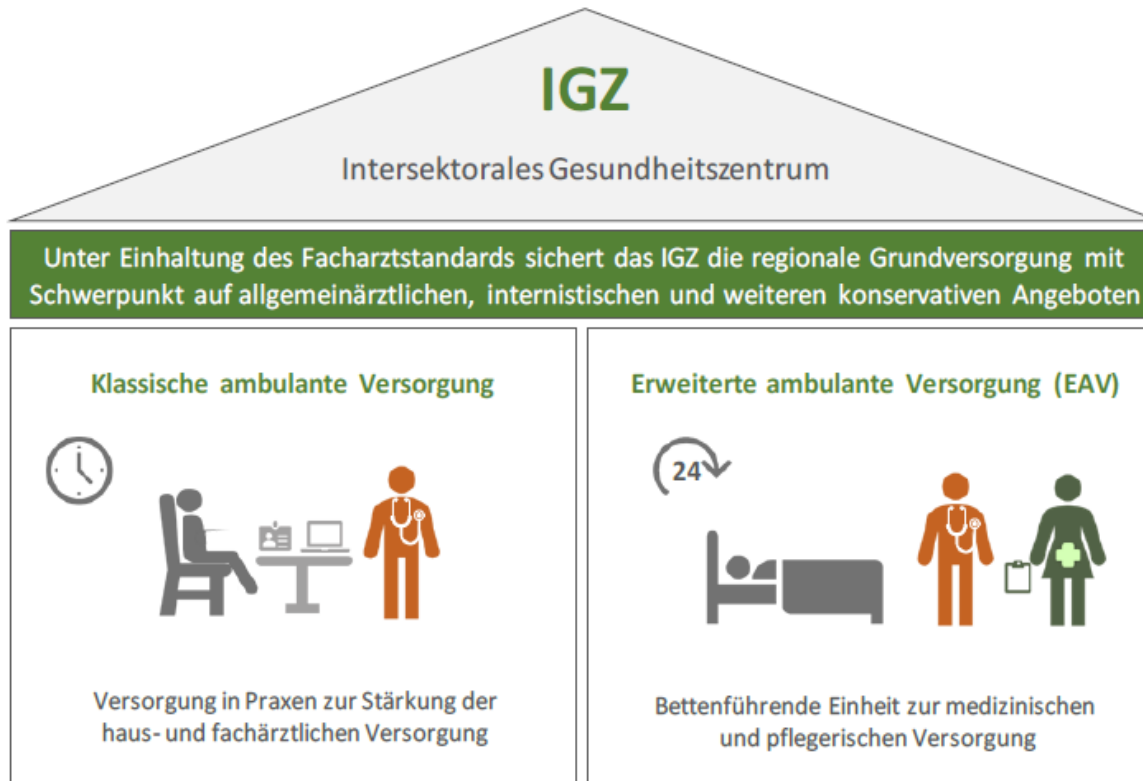 IGZ
Intersektorales Gesundheitszentrum
Unter Einhaltung des Facharztstandards sichert das IGZ die regionale Grundversorgung mit
Schwerpunkt auf allgemeinärztlichen, internistischen und weiteren konservativen Angeboten
Klassische ambulante Versorgung
Versorgung in Praxen zur Stärkung der
haus- und fachärztlichen Versorgung
Erweiterte ambulante Versorgung (EAV)
24
Bettenführende Einheit zur medizinischen
und pflegerischen Versorgung